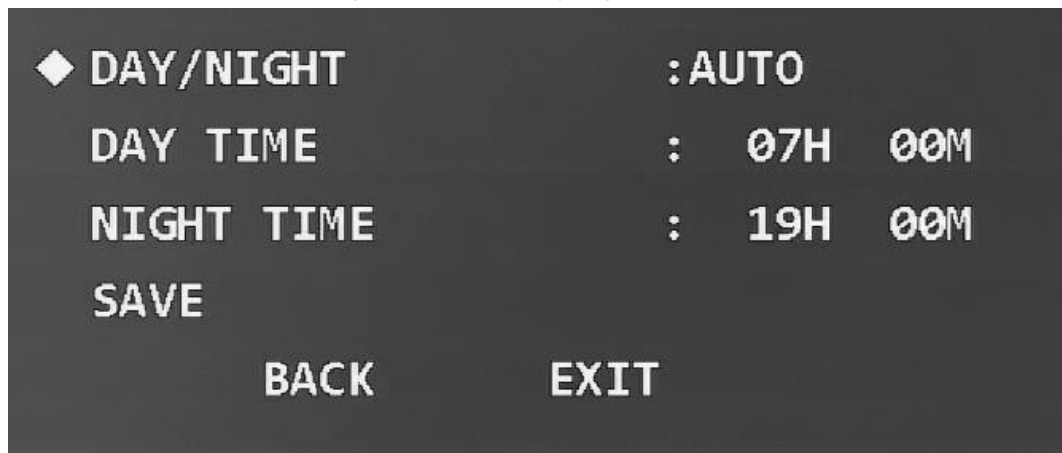 DAY/NIGHT :AUTO
DAY TIME : 07H 00M
NIGHT TIME : 19H 00M
SAVE
BACK EXIT